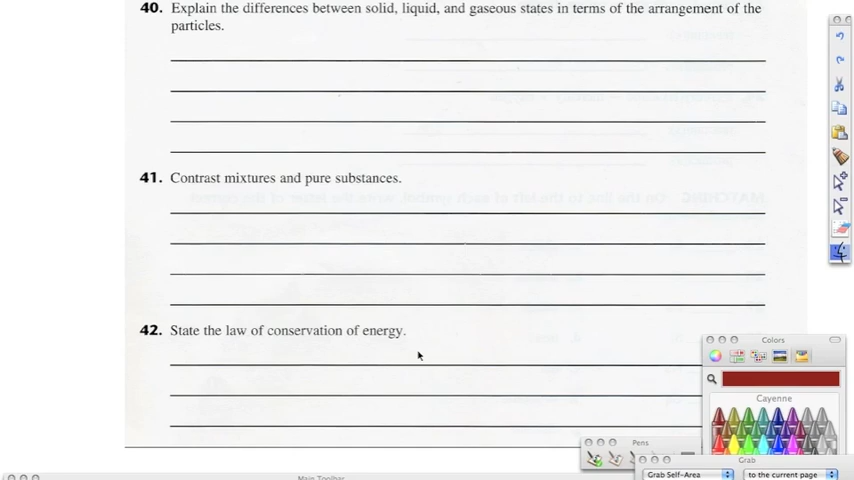 40. Explain the differences between solid, liquid, and gaseous states in terms of the arrangement of the
particles.
41. Contrast mixtures and pure substances.
42. State the law of conservation of energy.
Colors
Cayenne
Pens
Grab
Grab Self-Area
to the current page
Main Toolbar